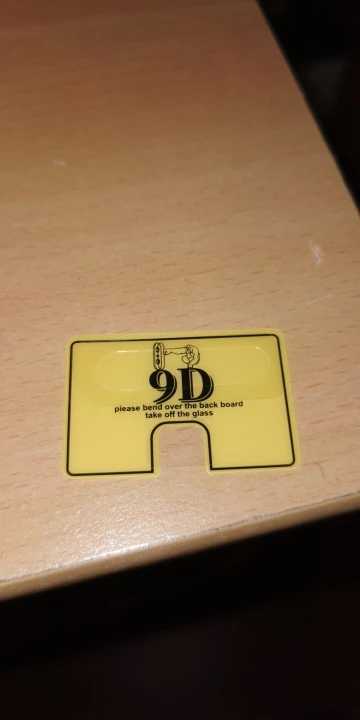 9D
please bend over the back board
take off the glass